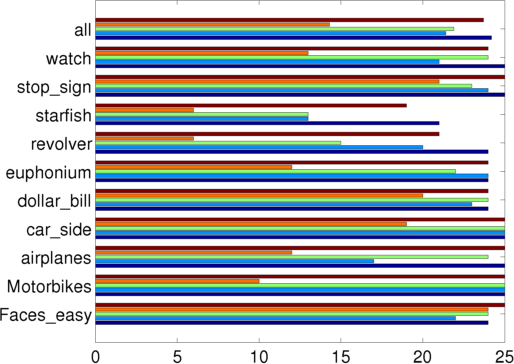 all
watch
stop_sign
starfish
revolver
euphonium
dollar_bill
car_side
airplanes
Motorbikes
Faces_easy
0 5 10 15 20 25